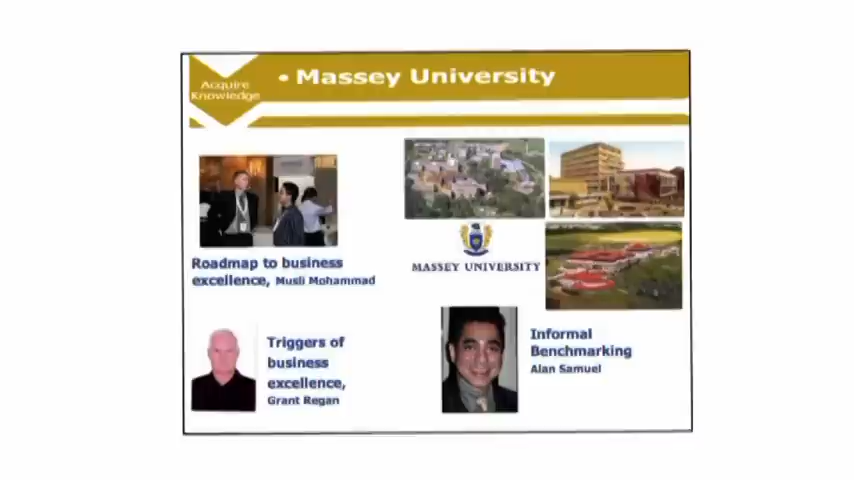 Acquire
Knowledge
• Massey University
MASSEY UNIVERSITY
Roadmap to business
excellence, Musli Mohammad
Triggers of
business
excellence,
Grant Regan
Informal
Benchmarking
Alan Samuel